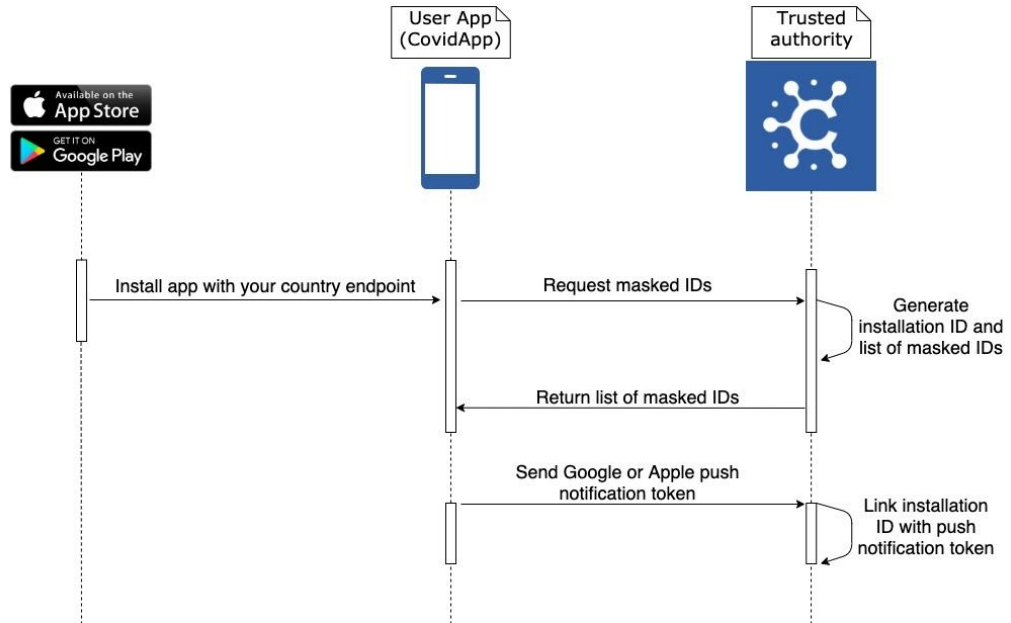 User App
(CovidApp)
Trusted
authority
Available on the
App Store
GET IT ON
Google Play
Install app with your country endpoint
Request masked IDs
Generate
installation ID and
list of masked IDs
Return list of masked IDs
Send Google or Apple push
notification token
Link installation
ID with push
notification token